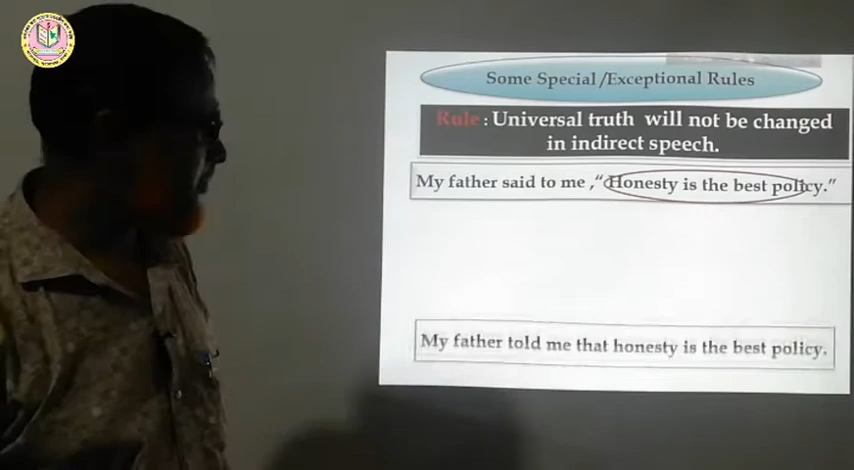 Some Special/Exceptional Rules
Rule : Universal truth will not be changed
in indirect speech.
My father said to me ,“ Honesty is the best policy.”
My father told me that honesty is the best policy.